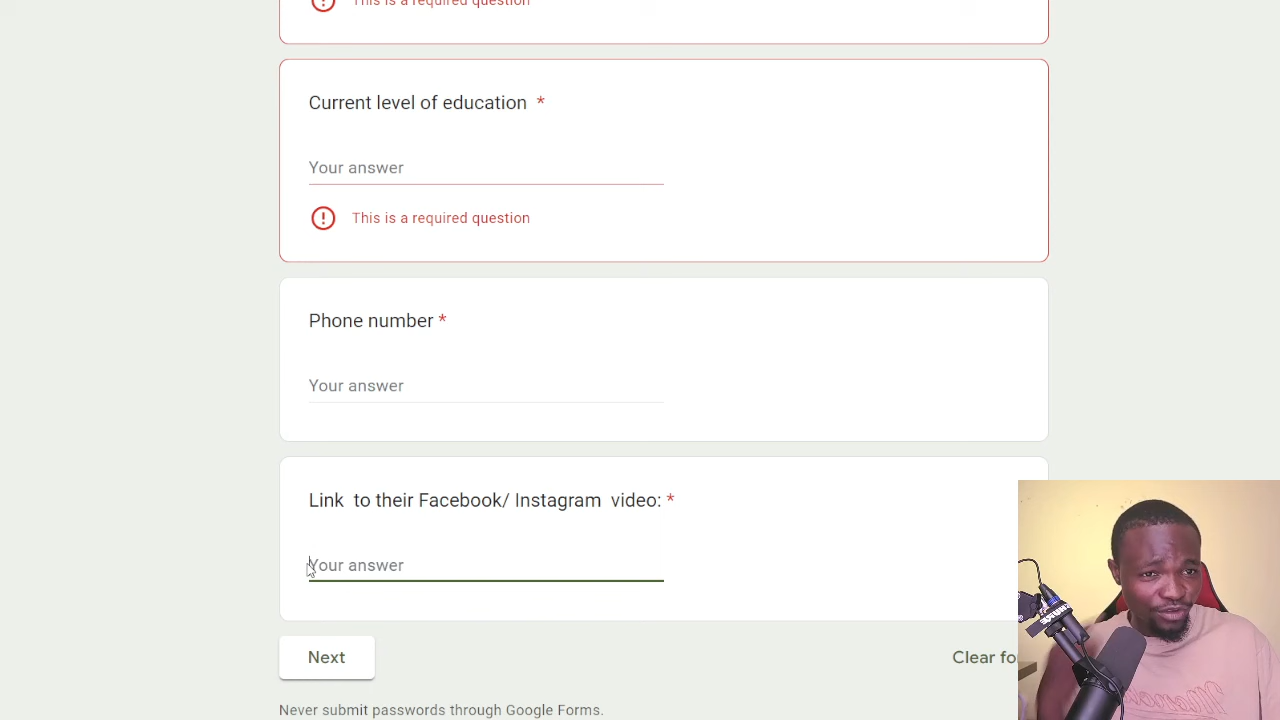 This is a required question
Current level of education *
Your answer
This is a required question
Phone number *
Your answer
Link to their Facebook/ Instagram video: *
Your answer
Next
Clear fo
Never submit passwords through Google Forms.